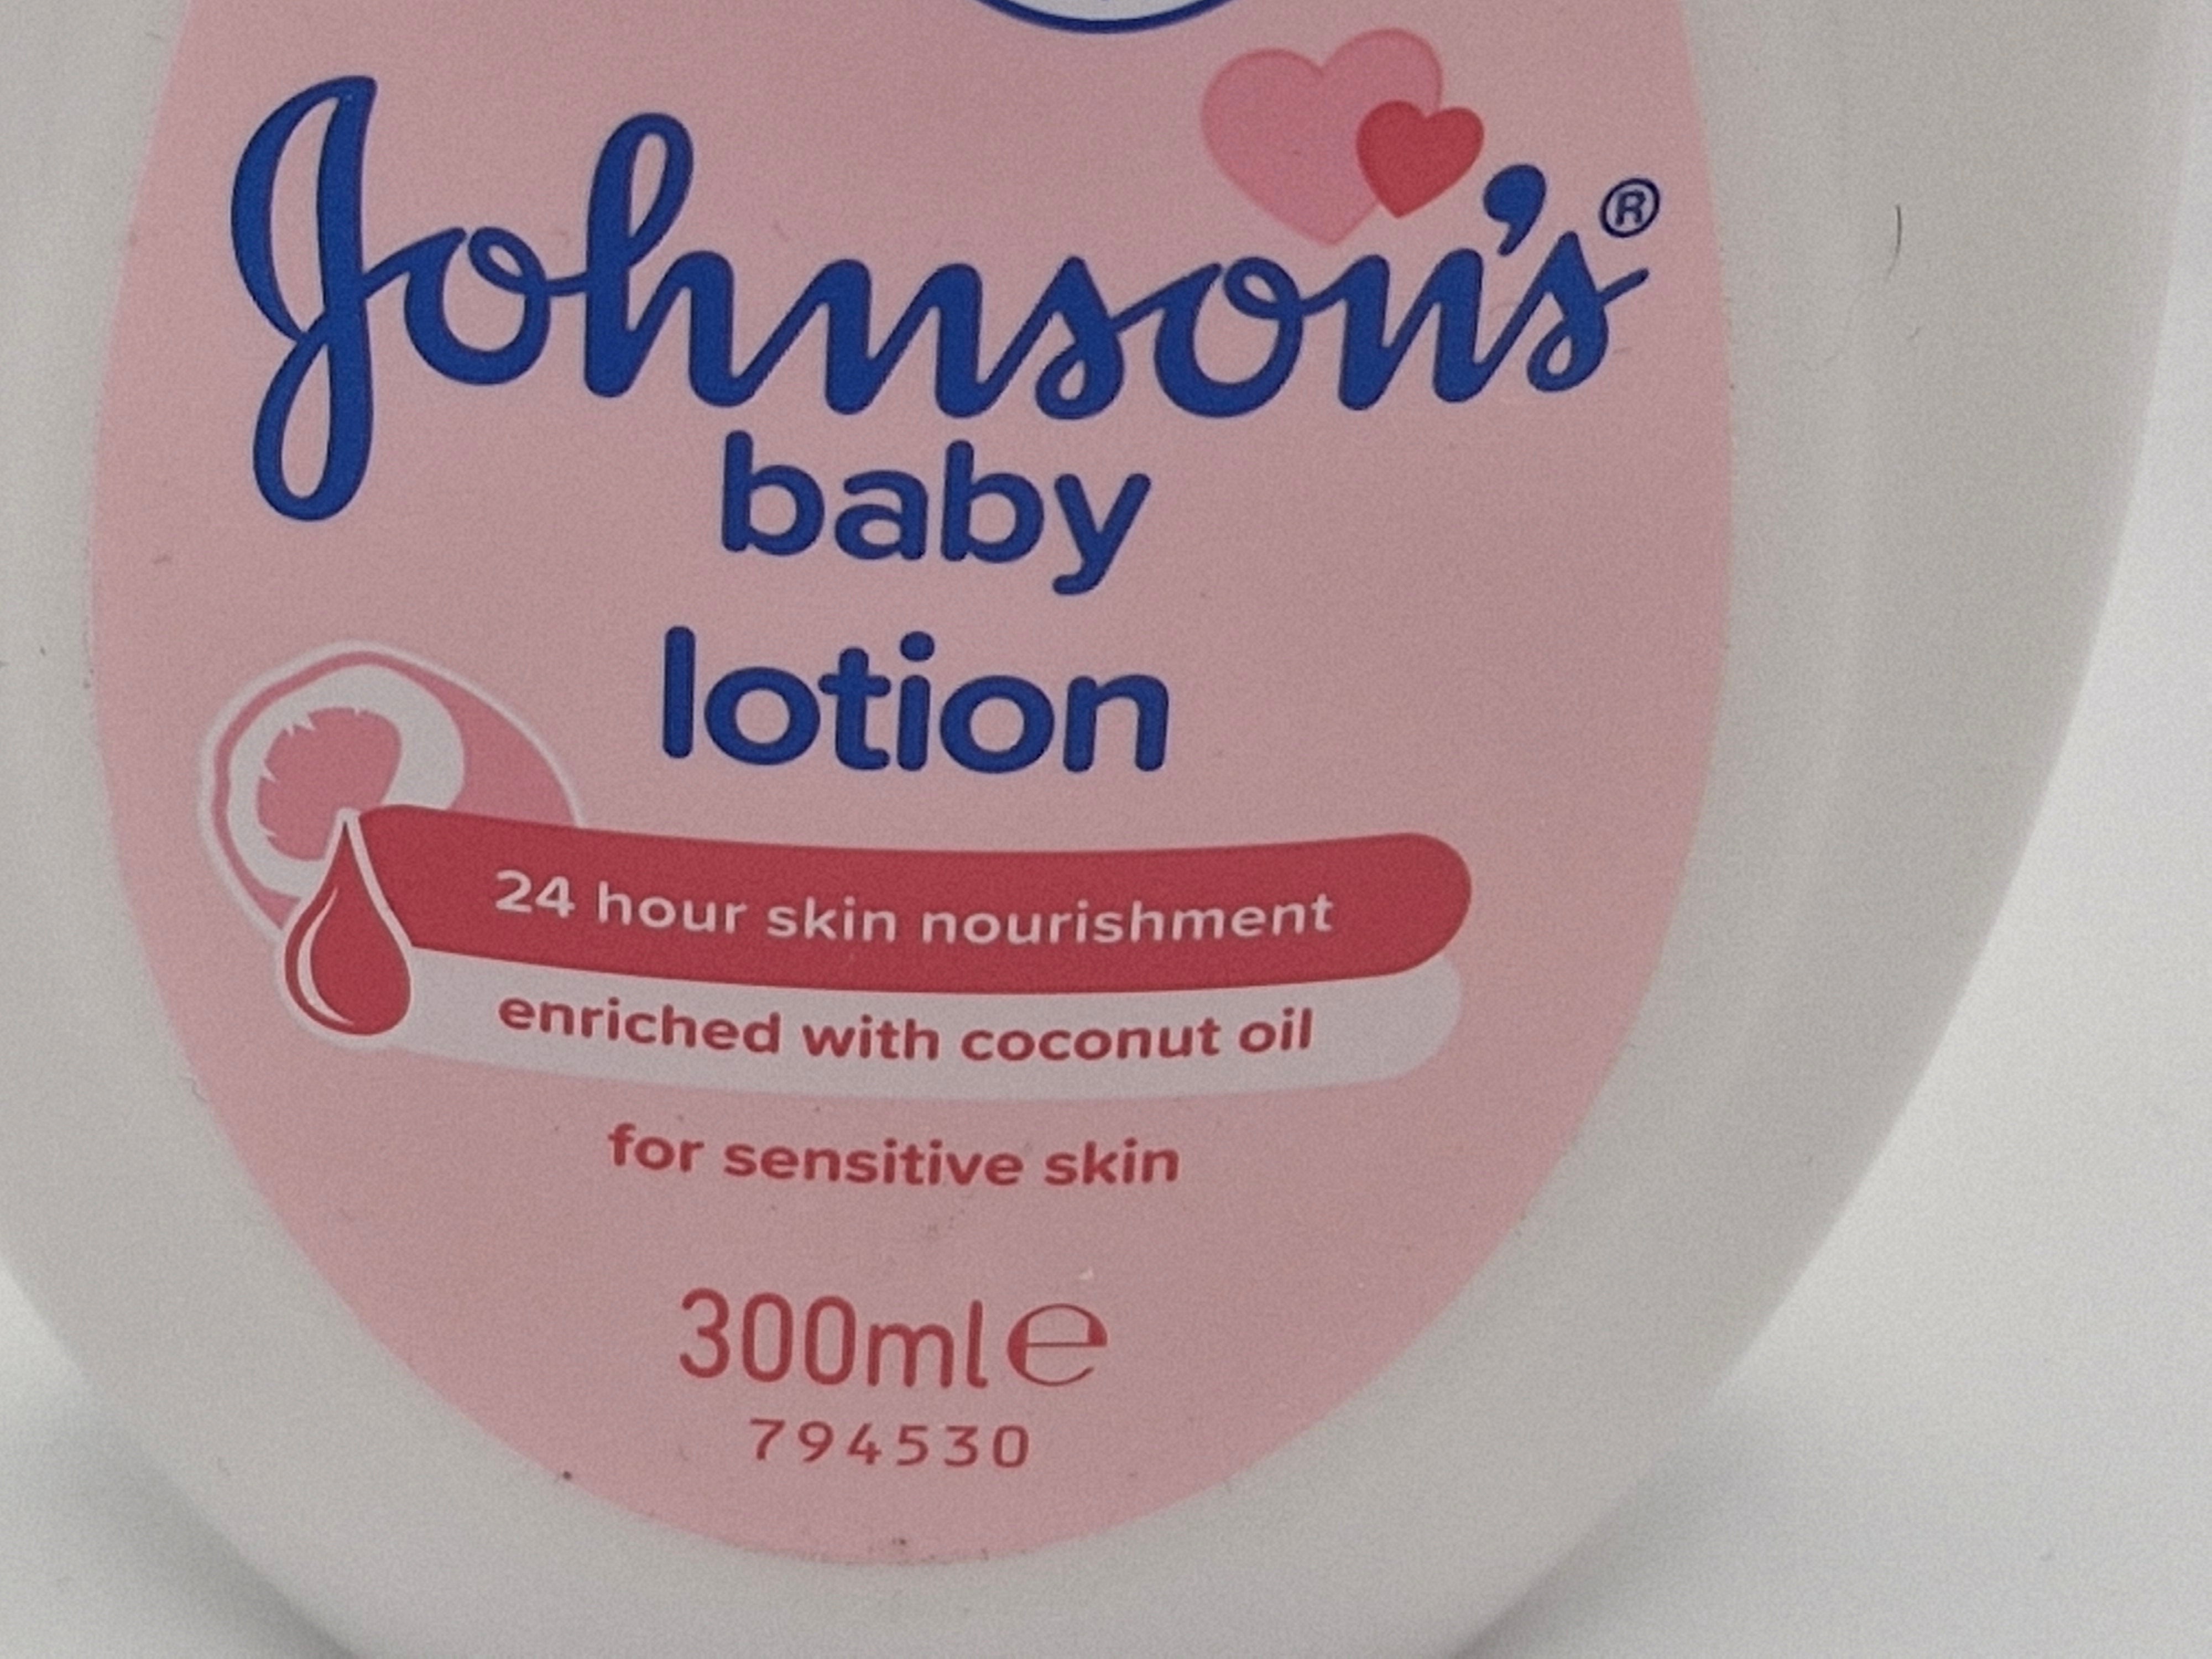 Johnson's®
baby
lotion
24 hour skin nourishment
enriched with coconut oil
for sensitive skin
300ml℮
794530